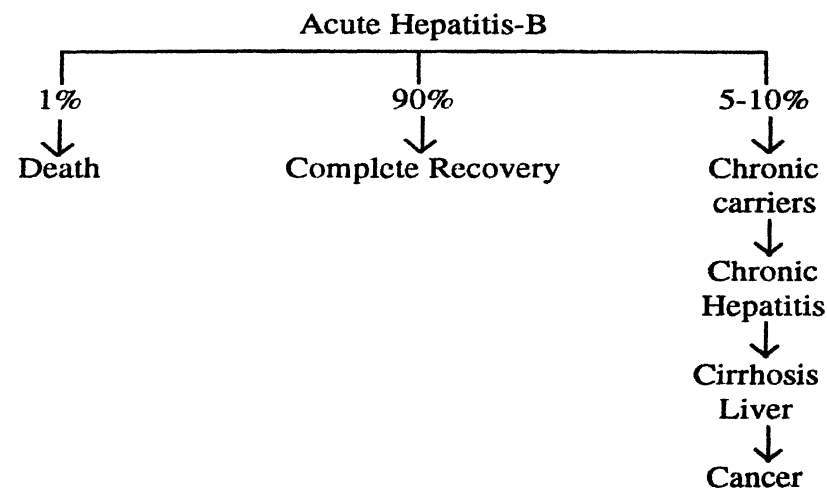 Acute Hepatitis-B
1% 90% 5-10%
Death Complcte Recovery Chronic
carriers
Chronic
Hepatitis
Cirrhosis
Liver
Cancer